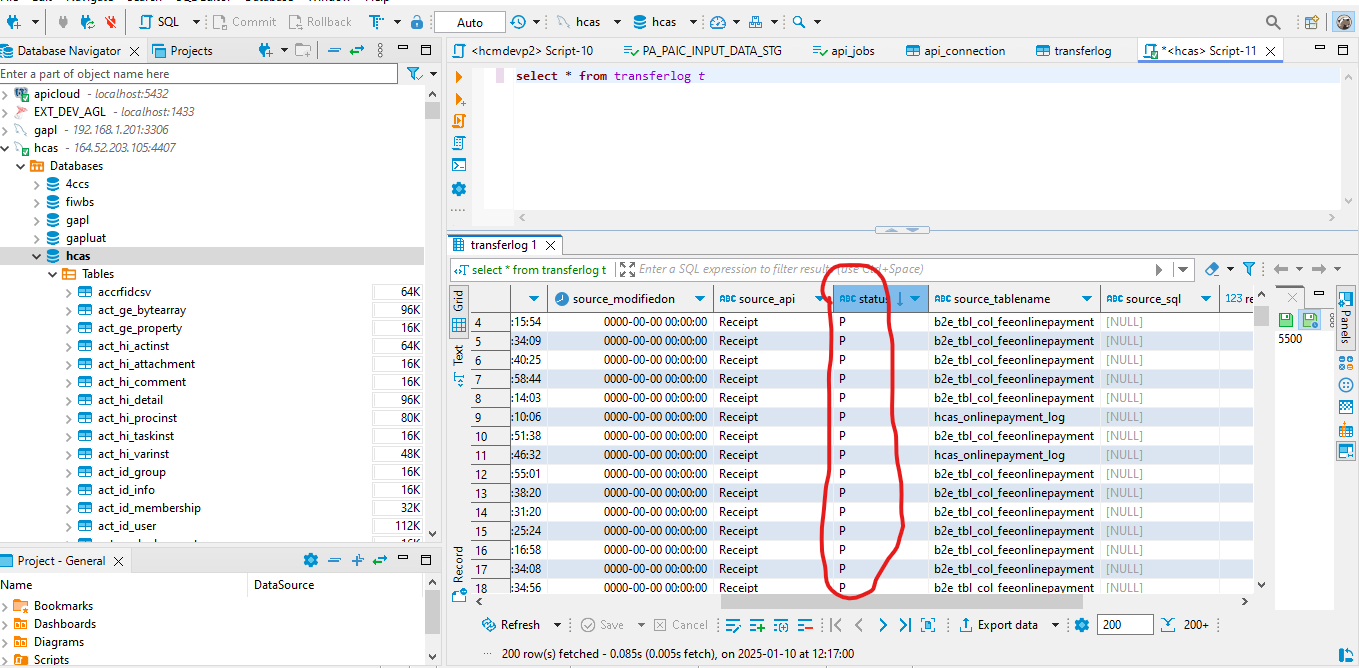 SQL Commit Rollback Auto hcas hcas
Database Navigator Projects
Enter a part of object name here
apicloud - localhost:5432
EXT_DEV_AGL - localhost:1433
gapl - 192.168.1.201:3306
hcas - 164.52.203.105:4407
Databases
4ccs
fiwbs
gapl
gapluat
hcas
Tables
accrfidcsv 64K
act_ge_bytearray 96K
act_ge_property 16K
act_hi_actinst 64K
act_hi_attachment 16K
act_hi_comment 16K
act_hi_detail 96K
act_hi_procinst 80K
act_hi_taskinst 16K
act_hi_varinst 48K
act_id_group 16K
act_id_info 16K
act_id_membership 32K
act_id_user 112K
Project - General
Name DataSource
Bookmarks
Dashboards
Diagrams
Scripts
<hcmdevp2> Script-10 PA_PAIC_INPUT_DATA_STG api_jobs api_connection transferlog *<hcas> Script-11
select * from transferlog t
transferlog 1
select * from transferlog t Enter a SQL expression to filter results (use Ctrl+Space)
Grid
Text
Record
source_modifiedon ABC source_api ABC status ABC source_tablename ABC source_sql 123 re
4 :15:54 0000-00-00 00:00:00 Receipt P b2e_tbl_col_feeonlinepayment [NULL]
5 :34:09 0000-00-00 00:00:00 Receipt P b2e_tbl_col_feeonlinepayment [NULL]
6 :40:25 0000-00-00 00:00:00 Receipt P b2e_tbl_col_feeonlinepayment [NULL]
7 :58:44 0000-00-00 00:00:00 Receipt P b2e_tbl_col_feeonlinepayment [NULL]
8 :14:03 0000-00-00 00:00:00 Receipt P b2e_tbl_col_feeonlinepayment [NULL]
9 :10:06 0000-00-00 00:00:00 Receipt P hcas_onlinepayment_log [NULL]
10 :51:38 0000-00-00 00:00:00 Receipt P b2e_tbl_col_feeonlinepayment [NULL]
11 :46:32 0000-00-00 00:00:00 Receipt P hcas_onlinepayment_log [NULL]
12 :55:01 0000-00-00 00:00:00 Receipt P b2e_tbl_col_feeonlinepayment [NULL]
13 :38:20 0000-00-00 00:00:00 Receipt P b2e_tbl_col_feeonlinepayment [NULL]
14 :31:20 0000-00-00 00:00:00 Receipt P b2e_tbl_col_feeonlinepayment [NULL]
15 :25:24 0000-00-00 00:00:00 Receipt P b2e_tbl_col_feeonlinepayment [NULL]
16 :16:58 0000-00-00 00:00:00 Receipt P b2e_tbl_col_feeonlinepayment [NULL]
17 :34:08 0000-00-00 00:00:00 Receipt P b2e_tbl_col_feeonlinepayment [NULL]
18 :34:56 0000-00-00 00:00:00 Receipt P b2e_tbl_col_feeonlinepayment [NULL]
5500
Panels
Refresh Save Cancel Export data 200 200+
200 row(s) fetched - 0.085s (0.005s fetch), on 2025-01-10 at 12:17:00